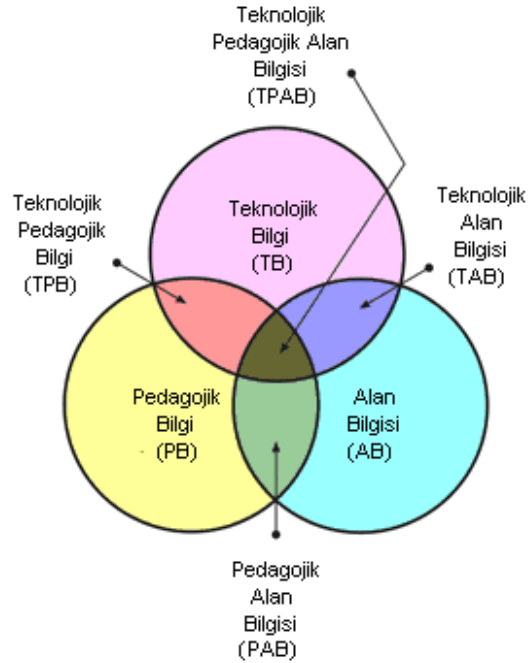 Teknolojik
Pedagojik Alan
Bilgisi
(TPAB)
Teknolojik
Pedagojik
Bilgi
(TPB)
Teknolojik
Bilgi
(TB)
Teknolojik
Alan
Bilgisi
(TAB)
Pedagojik
Bilgi
(PB)
Alan
Bilgisi
(AB)
Pedagojik
Alan
Bilgisi
(PAB)